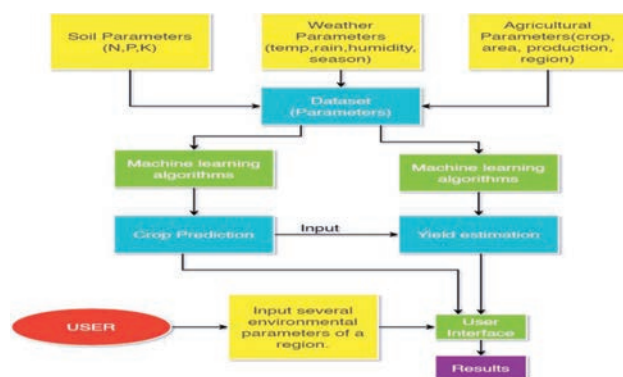 Soil Parameters
(N,P,K)
Weather
Parameters
(temp,rain,humidity,
season)
Agricultural
Parameters(crop,
area, production,
region)
Dataset
(Parameters)
Machine learning
algorithms
Machine learning
algorithms
Crop Prediction
Input
Yield estimation
USER
Input several
environmental
parameters of a
region.
User
Interface
Results